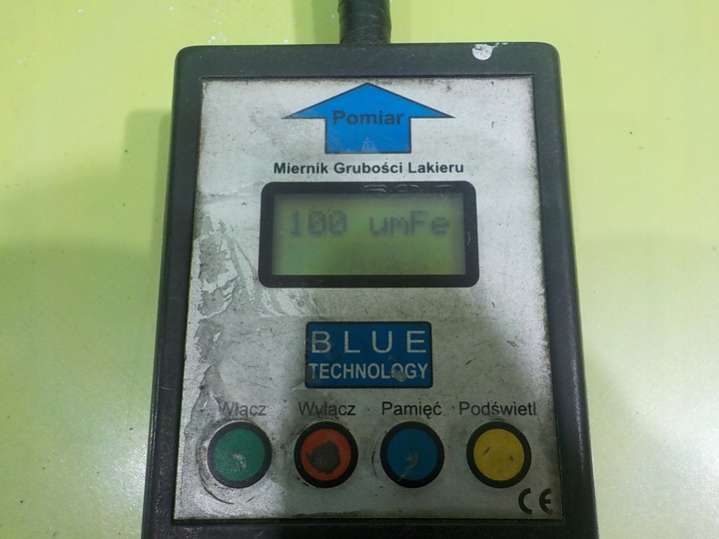 Pomiar
Miernik Grubości Lakieru
100 umFe
BLUE
TECHNOLOGY
Włącz Wyłącz Pamięć Podświetl
CE